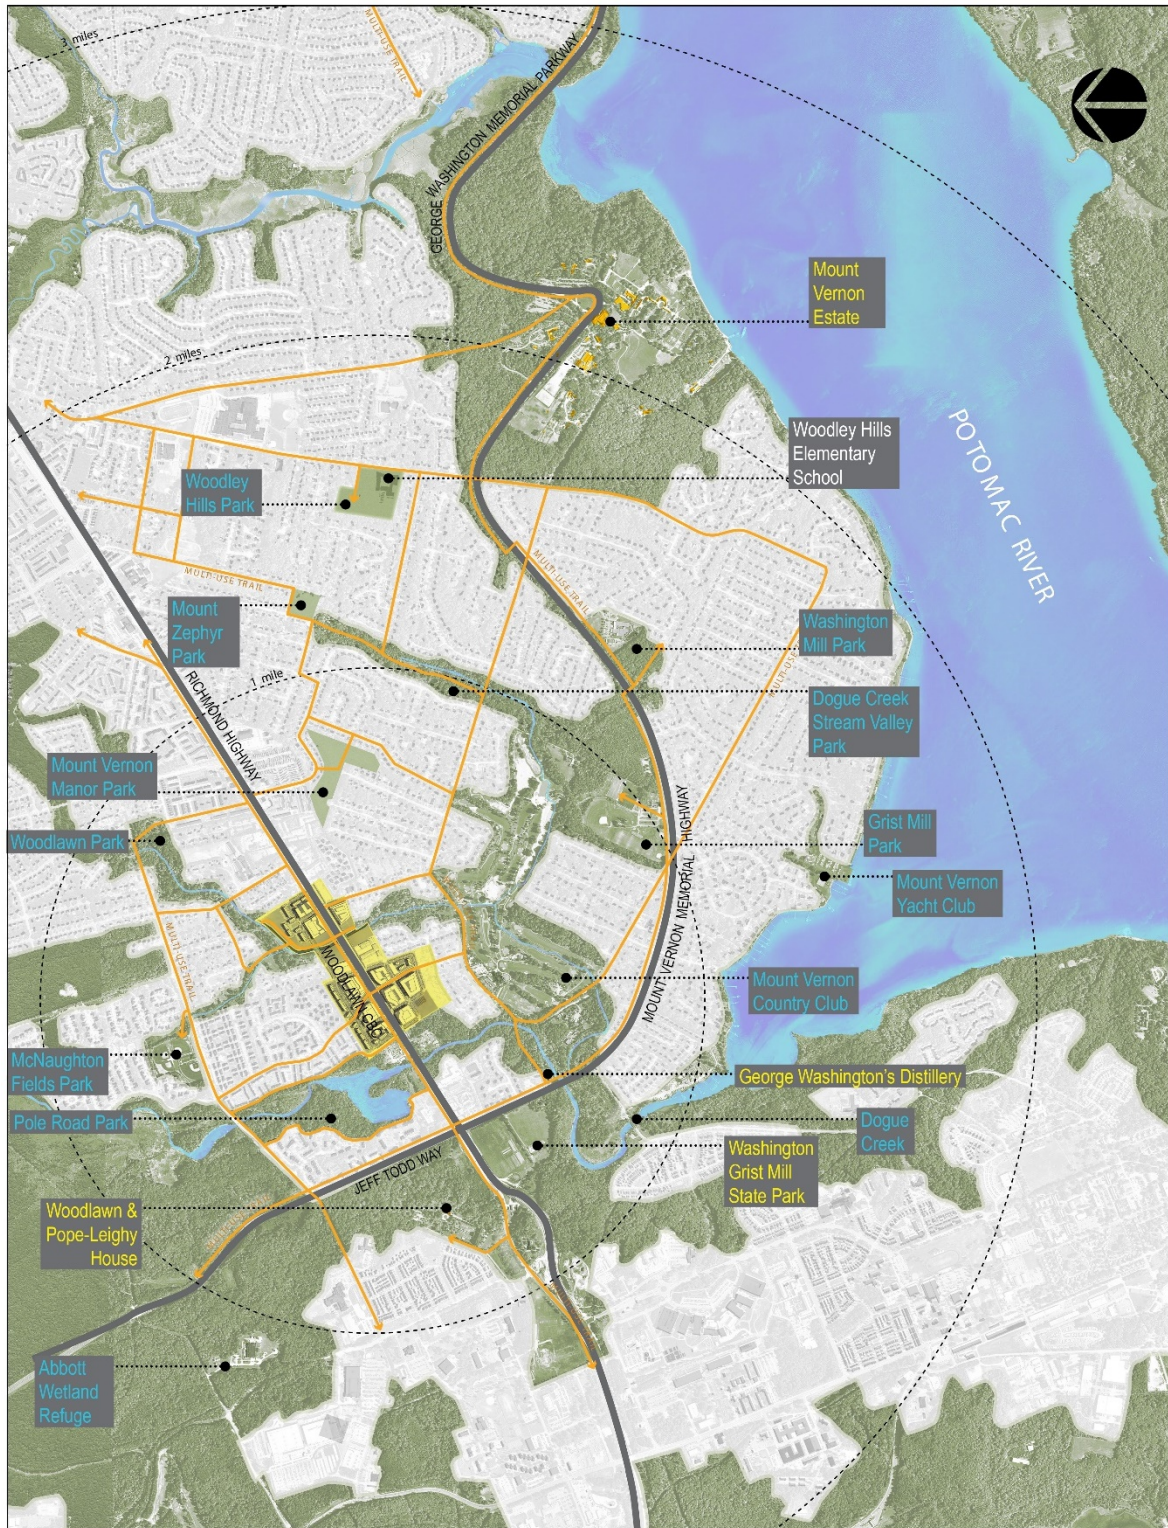 3 miles
MULTI-USE TRAIL
GEORGE WASHINGTON MEMORIAL PARKWAY
Mount
Vernon
Estate
2 miles
POTOMAC RIVER
Woodley Hills
Elementary
School
Woodley
Hills Park
MULTI-USE TRAIL
MULTI-USE TRAIL
Mount
Zephyr
Park
Washington
Mill Park
MULTI-USE
1 mile
RICHMOND HIGHWAY
Dogue Creek
Stream Valley
Park
Mount Vernon
Manor Park
Woodlawn Park
Grist Mill
Park
MOUNT VERNON MEMORIAL HIGHWAY
Mount Vernon
Yacht Club
MULTI-USE TRAIL
WOODLAWN CBC
Mount Vernon
Country Club
McNaughton
Fields Park
George Washington's Distillery
Pole Road Park
Dogue
Creek
Washington
Grist Mill
State Park
JEFF TODD WAY
Woodlawn &
Pope-Leighy
House
Abbott
Wetland
Refuge